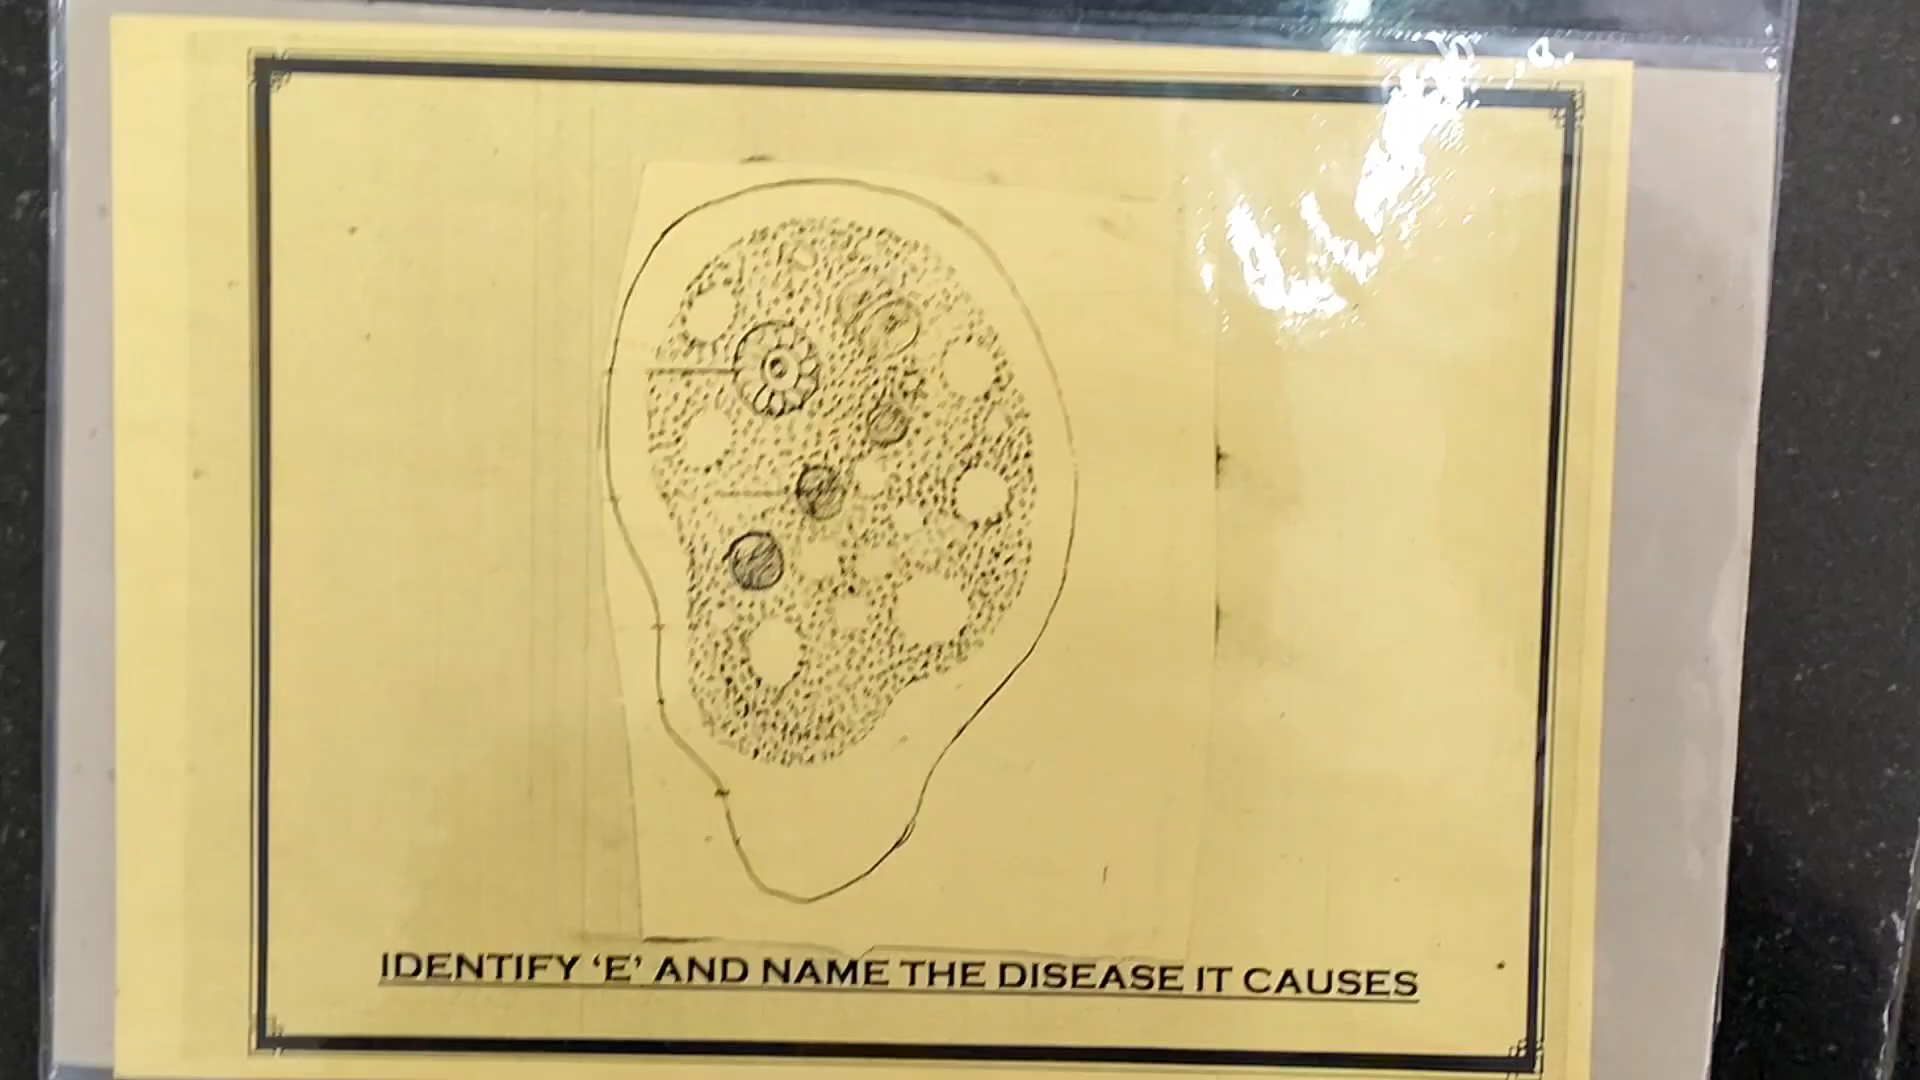 IDENTIFY ‘E’ AND NAME THE DISEASE IT CAUSES